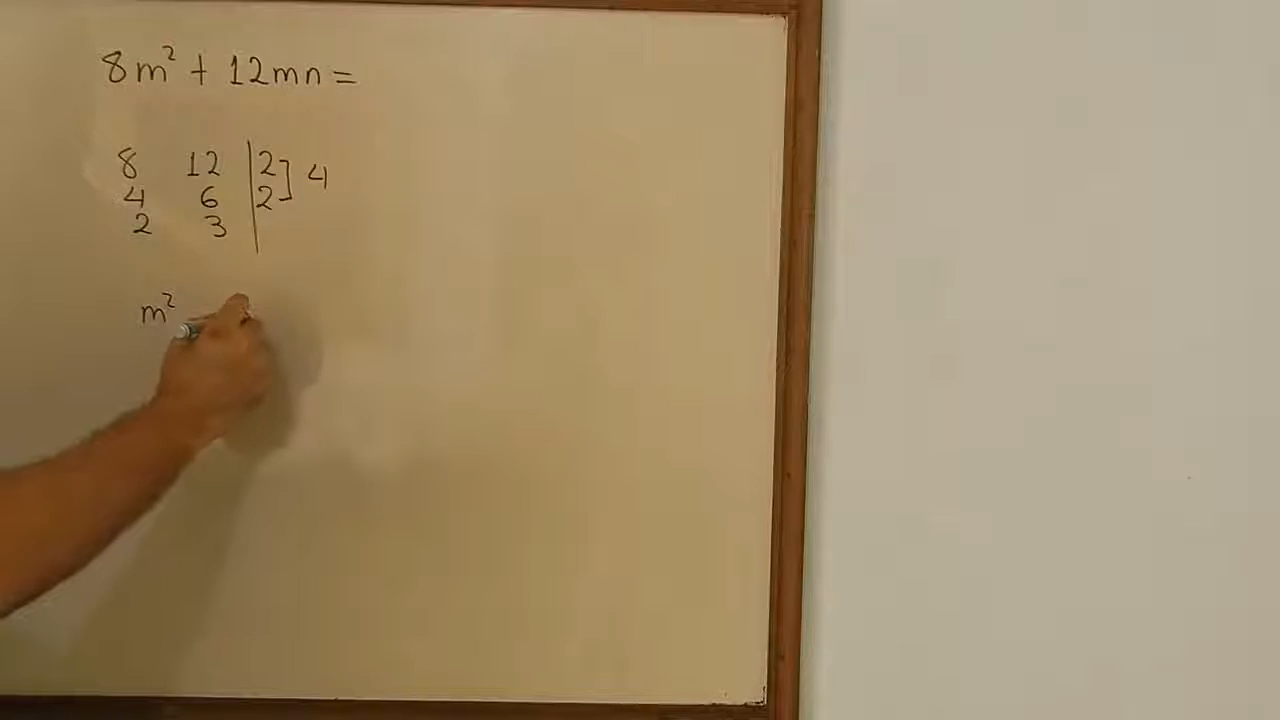 8m² + 12mn =
8 12 | 2 ] 4
4 6 | 2
2 3 |
m²